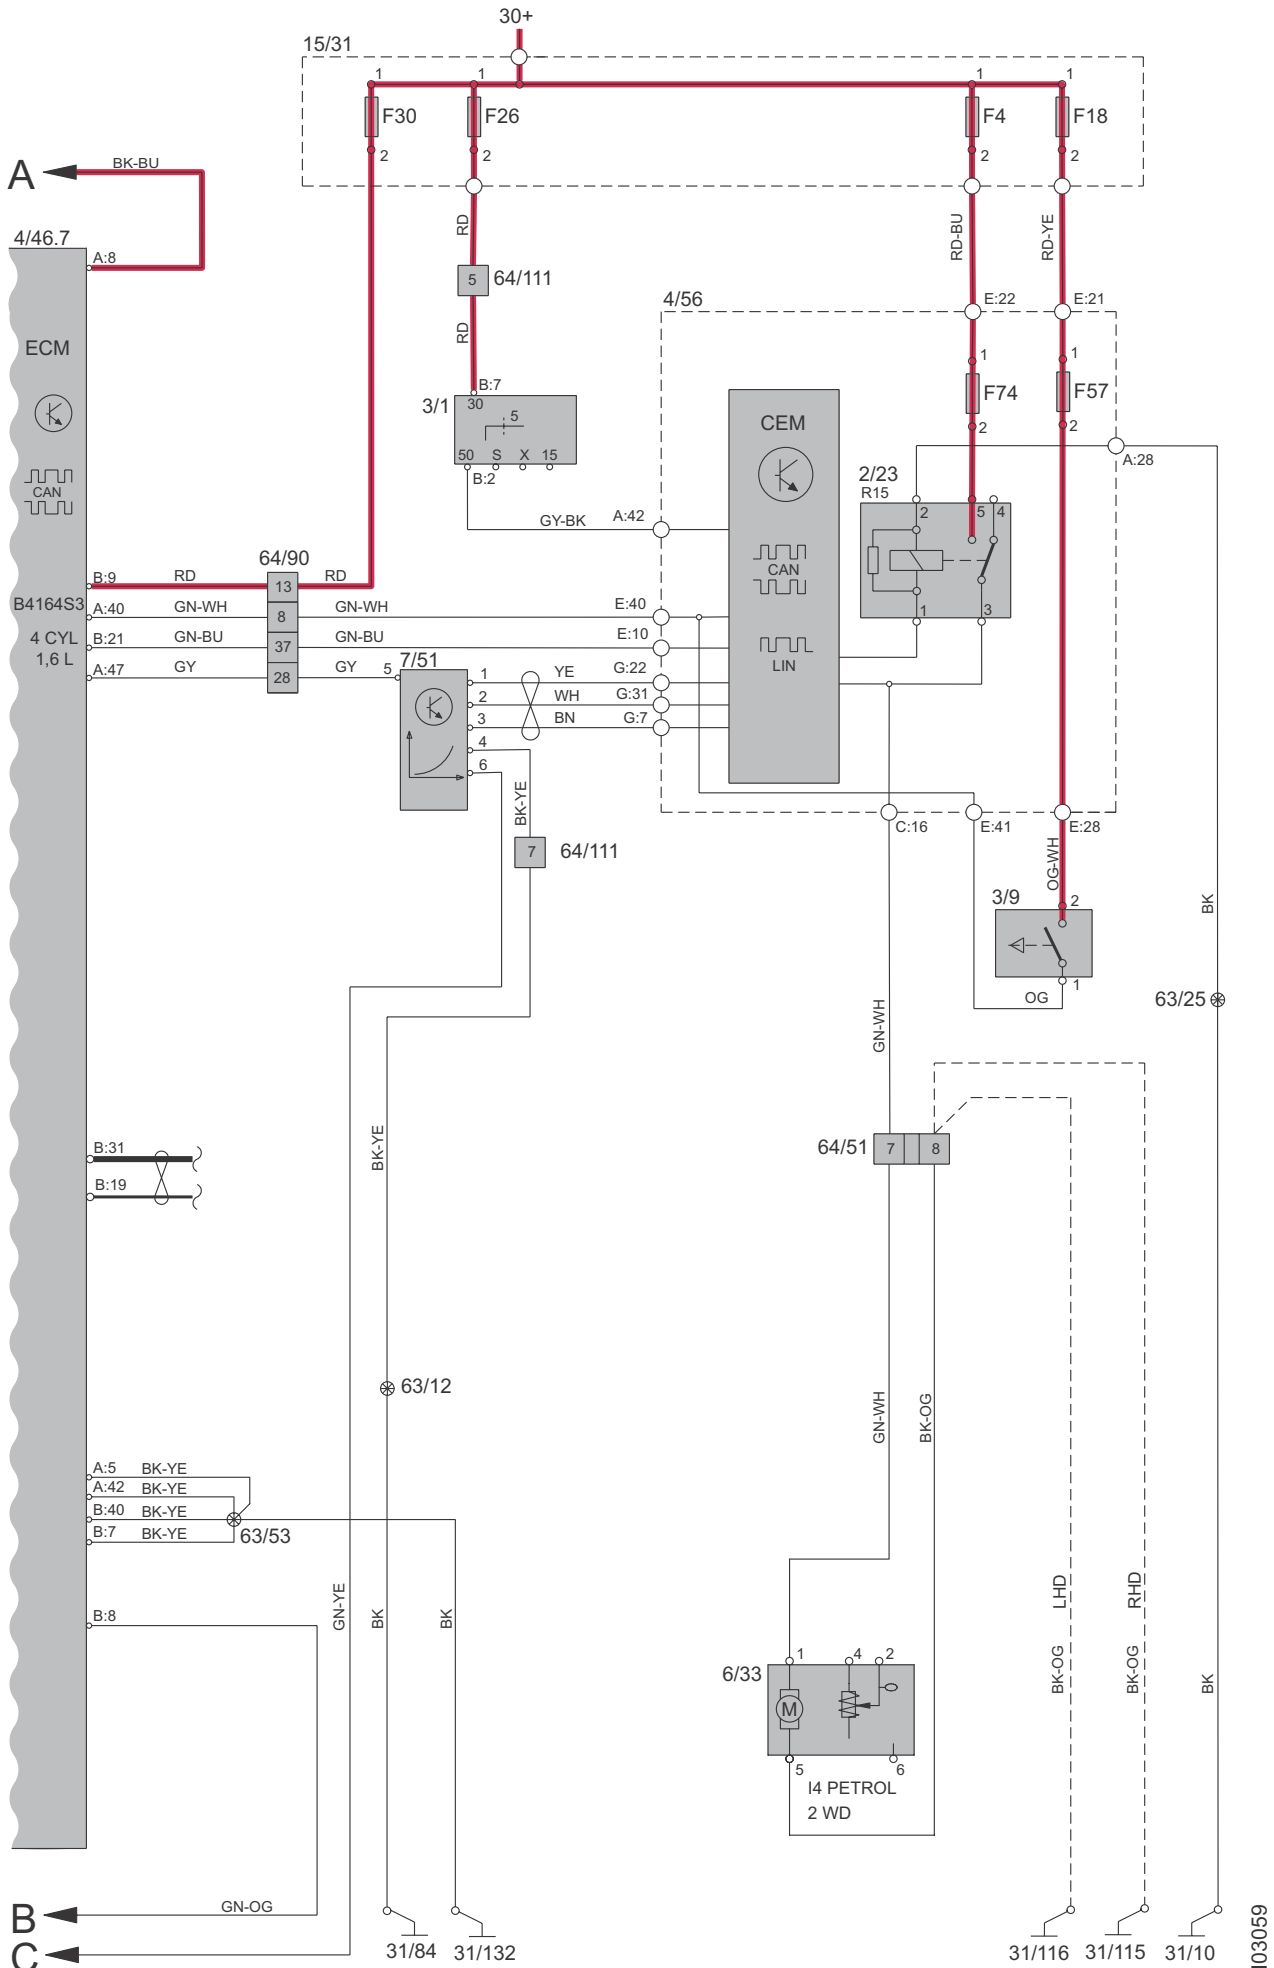 30+
15/31
1 1 1 1
F30 F26 F4 F18
2 2 2 2
A BK-BU
4/46.7
A:8
RD
RD-BU
RD-YE
5 64/111
4/56
E:22 E:21
ECM
RD
1 1
B:7
F74 F57
3/1 30
5
CEM
2 2
50 S X 15
A:28
B:2
2/23
R15
CAN
GY-BK A:42
2 5 4
64/90
CAN
B:9 RD 13 RD
B4164S3
A:40 GN-WH 8 GN-WH E:40
1 3
4 CYL
B:21 GN-BU 37 GN-BU E:10
1,6 L
7/51
LIN
A:47 GY 28 GY 5 1 YE G:22
2 WH G:31
3 BN G:7
4
6
BK-YE
C:16 E:41 E:28
7 64/111
OG-WH
3/9 2
BK
OG 1
63/25
GN-WH
BK-YE
64/51 7 8
B:31
B:19
63/12
GN-WH
BK-OG
A:5 BK-YE
A:42 BK-YE
B:40 BK-YE
63/53
B:7 BK-YE
GN-YE
BK
BK
LHD
RHD
B:8
BK-OG
BK-OG
BK
6/33 1 4 2
M
5 6
I4 PETROL
2 WD
B GN-OG
C
31/84 31/132 31/116 31/115 31/10
I03059